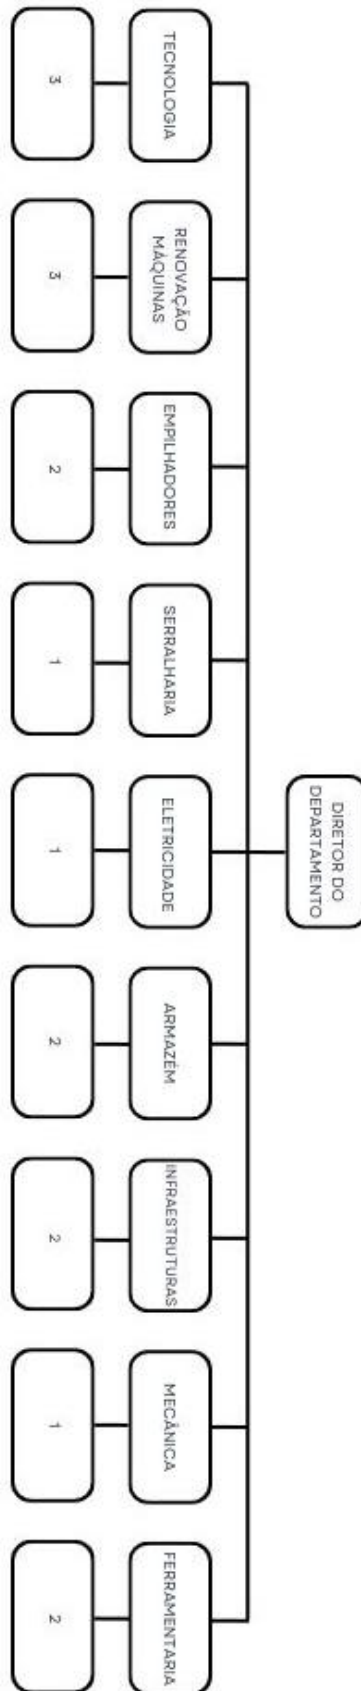 DIRETOR DO
DEPARTAMENTO
TECNOLOGIA
RENOVAÇÃO
MÁQUINAS
EMPILHADORES
SERRALHARIA
ELETRICIDADE
ARMAZÉM
INFRAESTRUTURAS
MECÂNICA
FERRAMENTARIA
3
3
2
1
1
2
2
1
2